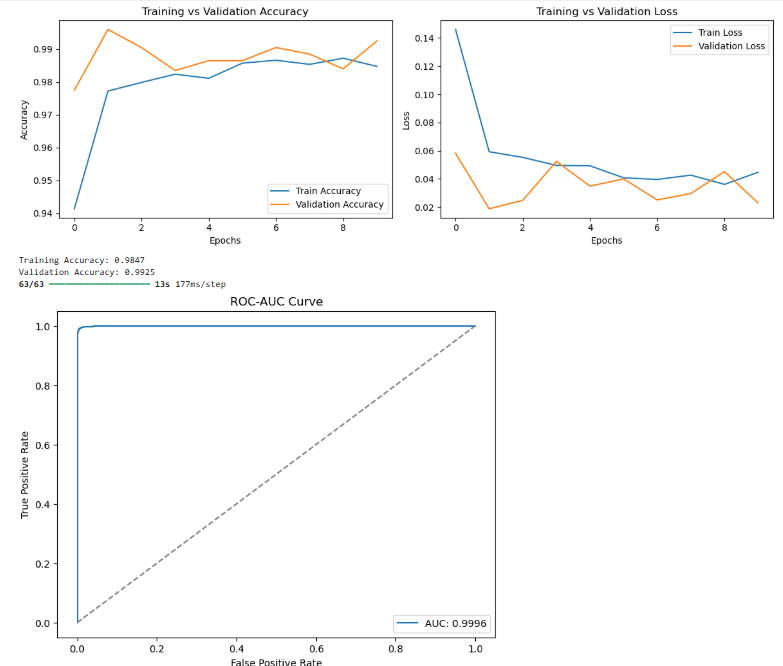 Training vs Validation Accuracy
Accuracy
0.99
0.98
0.97
0.96
0.95
0.94
0 2 4 6 8
Epochs
Train Accuracy
Validation Accuracy
Training vs Validation Loss
Loss
0.14
0.12
0.10
0.08
0.06
0.04
0.02
0 2 4 6 8
Epochs
Train Loss
Validation Loss
Training Accuracy: 0.9847
Validation Accuracy: 0.9925
63/63 ━━━━━━━━━━━━━━━━━━━━ 13s 177ms/step
ROC-AUC Curve
True Positive Rate
1.0
0.8
0.6
0.4
0.2
0.0
0.0 0.2 0.4 0.6 0.8 1.0
False Positive Rate
AUC: 0.9996